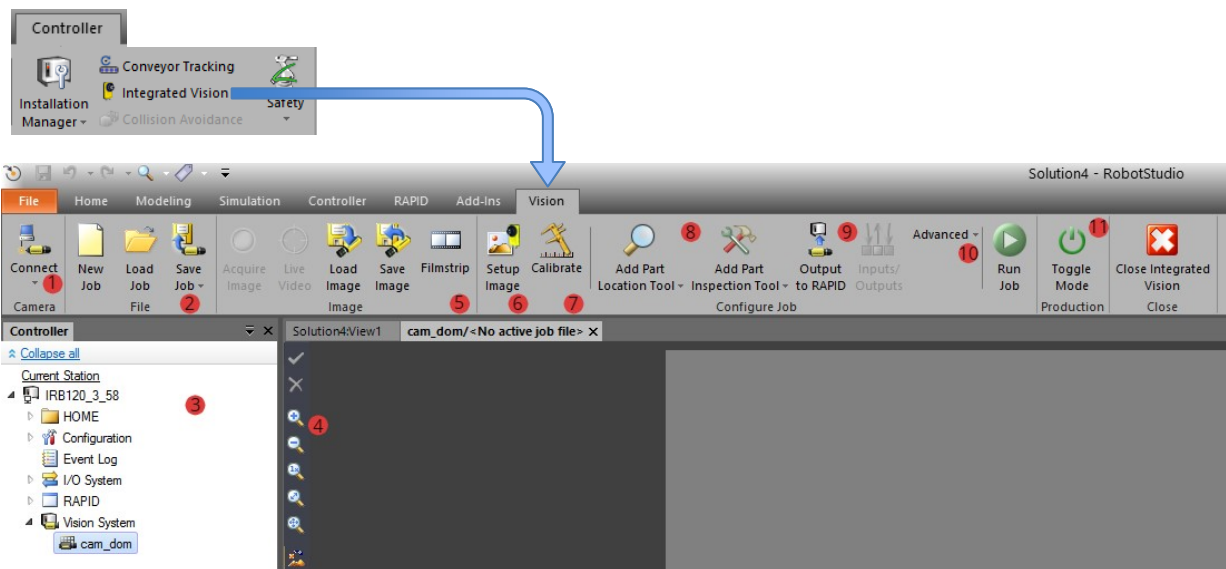 Controller
Installation
Manager
Conveyor Tracking
Integrated Vision
Collision Avoidance
Safety
Solution4 - RobotStudio
File Home Modeling Simulation Controller RAPID Add-Ins Vision
Connect New Load Save Acquire Live Load Save Filmstrip Setup Calibrate Add Part Add Part Output Inputs/ Advanced Run Toggle Close Integrated
1 Job Job Job Image Video Image Image Image Location Tool Inspection Tool to RAPID Outputs Job Mode Vision
2 5 6 7 8 9 10 11
Camera File Image Configure Job Production Close
Controller Solution4:View1 cam_dom/<No active job file>
Collapse all
Current Station
IRB120_3_58
3
HOME
4
Configuration
Event Log
I/O System
1x
RAPID
Vision System
cam_dom